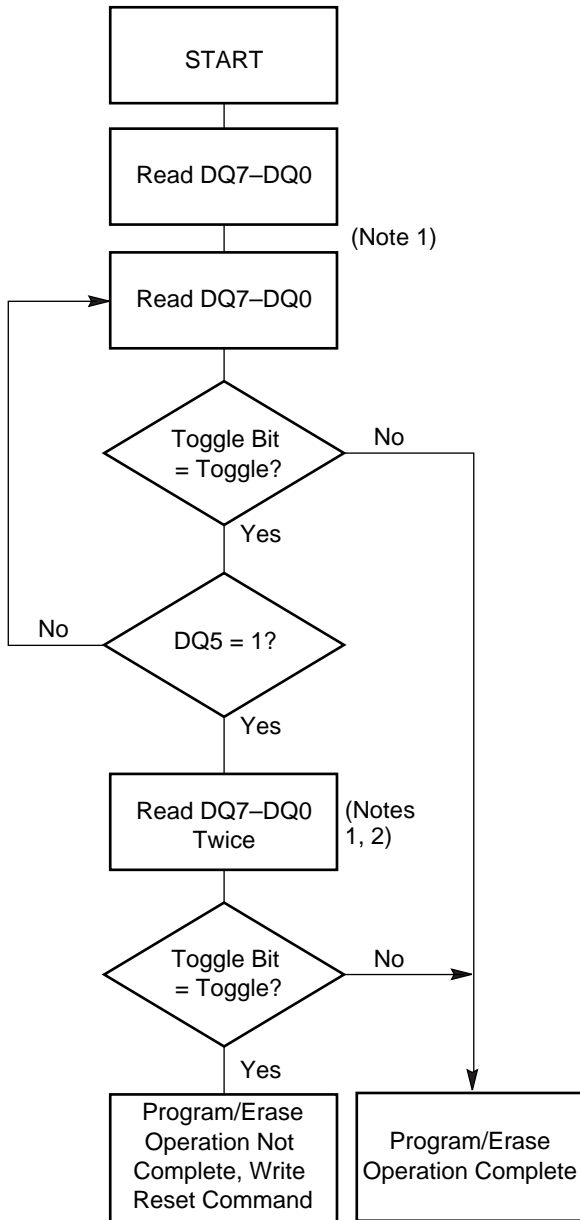 START
Read DQ7–DQ0
(Note 1)
Read DQ7–DQ0
Toggle Bit
= Toggle?
No
Yes
No
DQ5 = 1?
Yes
Read DQ7–DQ0
Twice
(Notes
1, 2)
Toggle Bit
= Toggle?
No
Yes
Program/Erase
Operation Not
Complete, Write
Reset Command
Program/Erase
Operation Complete